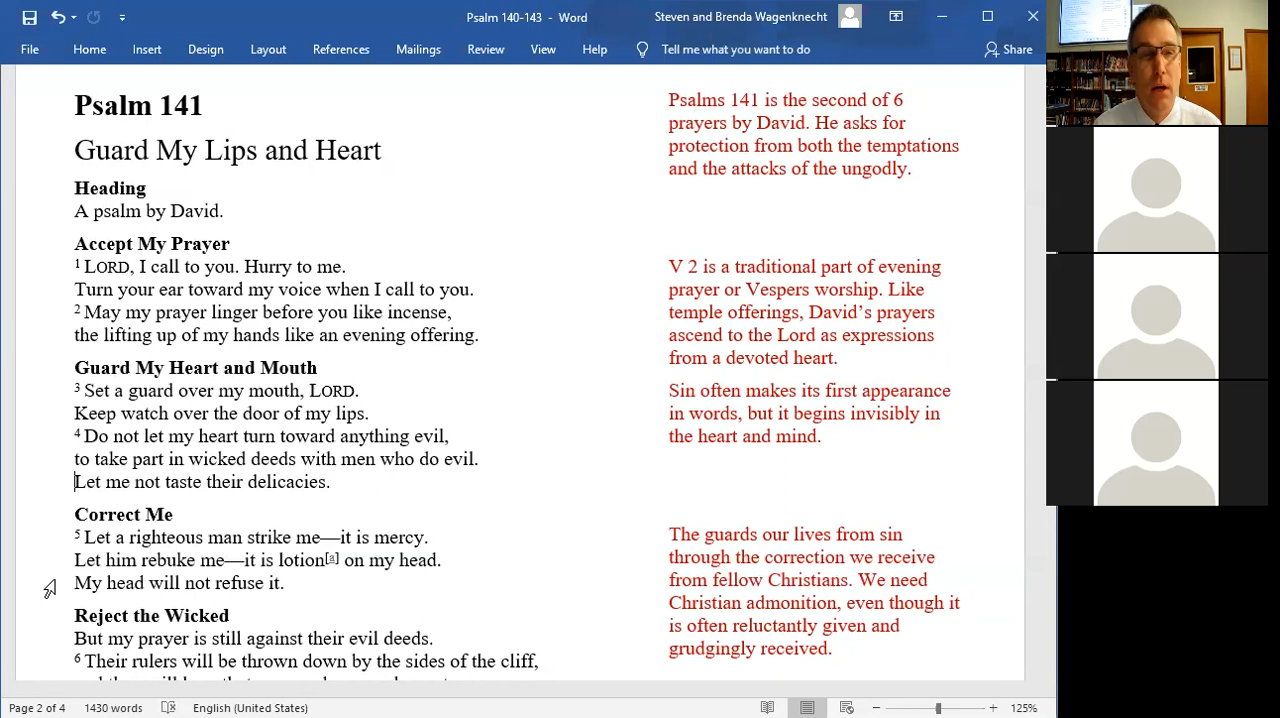 Psalm 140-143 - Word
Steven and Brenda Wagenknecht
File Home Insert Design Layout References Mailings Review View Help Tell me what you want to do Share
Psalm 141
Guard My Lips and Heart
Heading
A psalm by David.
Accept My Prayer
1 LORD, I call to you. Hurry to me.
Turn your ear toward my voice when I call to you.
2 May my prayer linger before you like incense,
the lifting up of my hands like an evening offering.
Guard My Heart and Mouth
3 Set a guard over my mouth, LORD.
Keep watch over the door of my lips.
4 Do not let my heart turn toward anything evil,
to take part in wicked deeds with men who do evil.
Let me not taste their delicacies.
Correct Me
5 Let a righteous man strike me—it is mercy.
Let him rebuke me—it is lotion[a] on my head.
My head will not refuse it.
Reject the Wicked
But my prayer is still against their evil deeds.
6 Their rulers will be thrown down by the sides of the cliff,
Psalms 141 is the second of 6
prayers by David. He asks for
protection from both the temptations
and the attacks of the ungodly.
V 2 is a traditional part of evening
prayer or Vespers worship. Like
temple offerings, David's prayers
ascend to the Lord as expressions
from a devoted heart.
Sin often makes its first appearance
in words, but it begins invisibly in
the heart and mind.
The guards our lives from sin
through the correction we receive
from fellow Christians. We need
Christian admonition, even though it
is often reluctantly given and
grudgingly received.
Page 2 of 4 1430 words English (United States) 125%